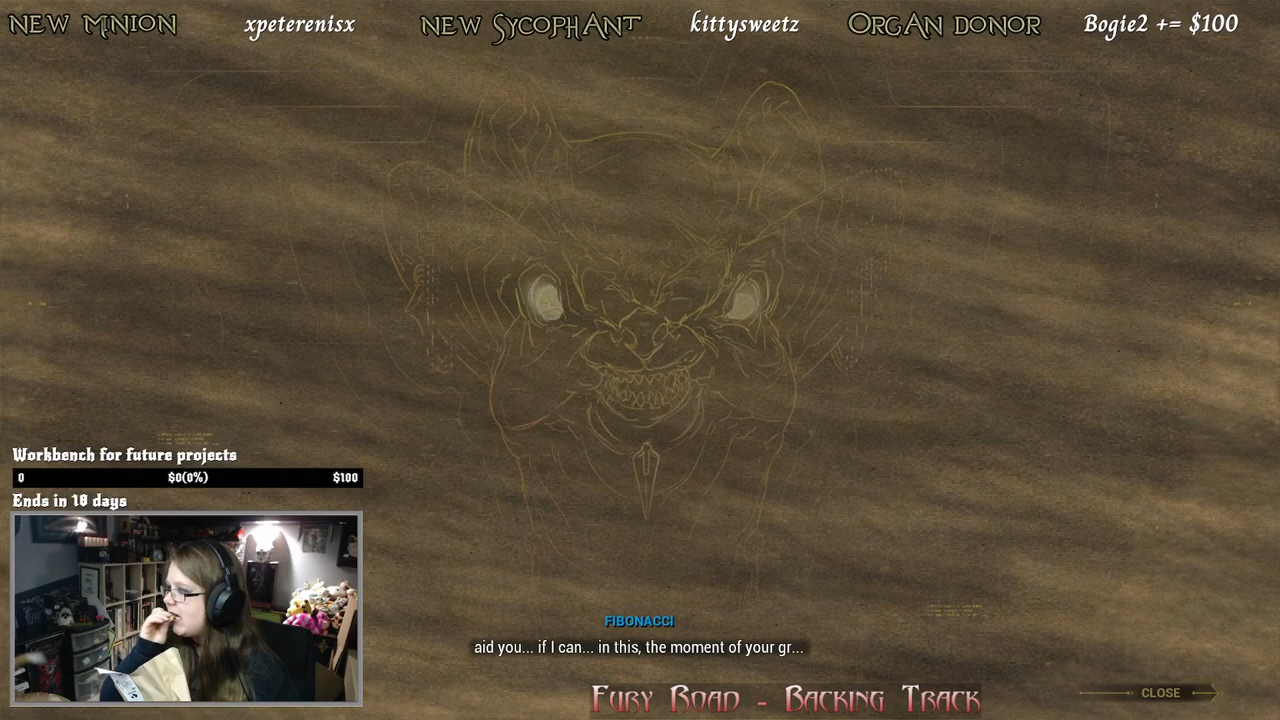 NEW MINION xpeterenisx NEW SYCOPHANT kittysweetz ORGAN DONOR Bogie2 += $100
Workbench for future projects
0 $0(0%) $100
Ends in 10 days
FIBONACCI
aid you... if I can... in this, the moment of your gr...
FURY ROAD - BACKING TRACK
CLOSE